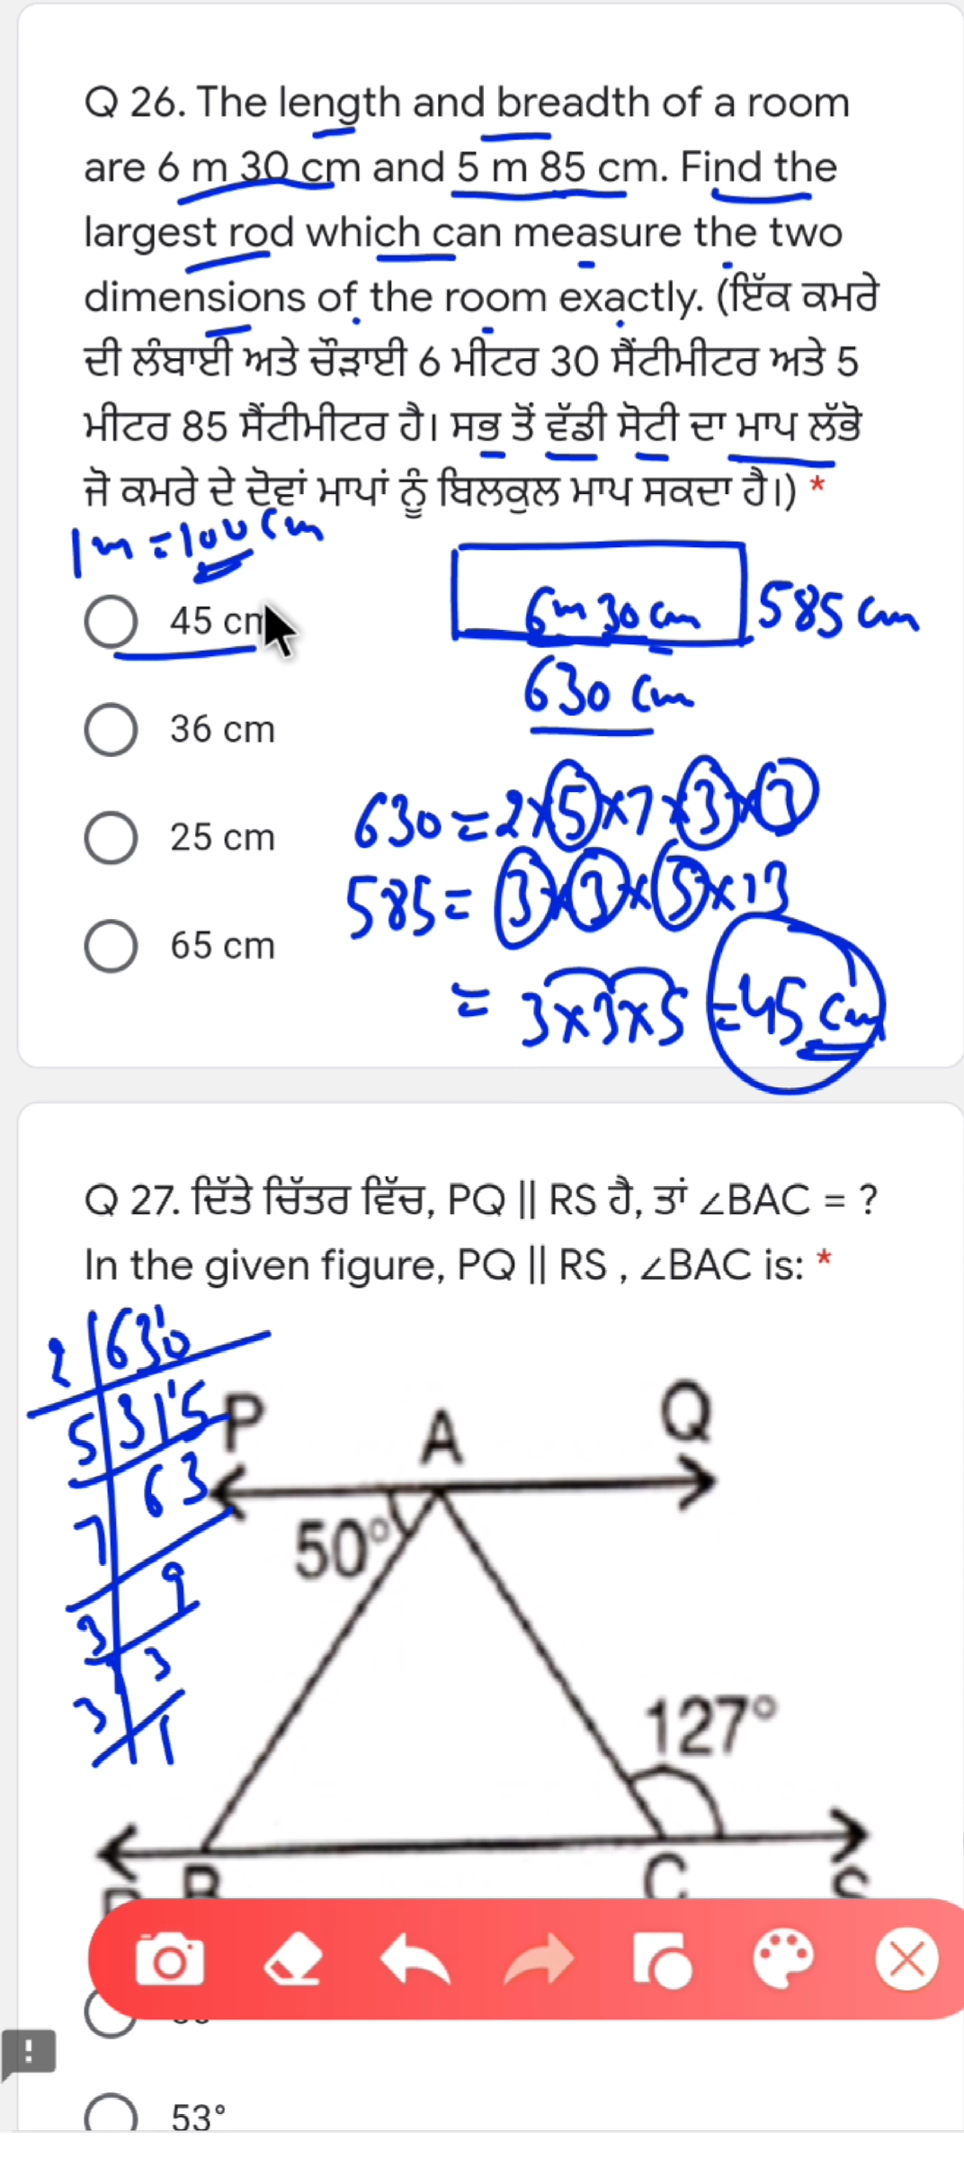 Q 26. The length and breadth of a room
are 6 m 30 cm and 5 m 85 cm. Find the
largest rod which can measure the two
dimensions of the room exactly. (ਇੱਕ ਕਮਰੇ
ਦੀ ਲੰਬਾਈ ਅਤੇ ਚੌੜਾਈ 6 ਮੀਟਰ 30 ਸੈਂਟੀਮੀਟਰ ਅਤੇ 5
ਮੀਟਰ 85 ਸੈਂਟੀਮੀਟਰ ਹੈ। ਸਭ ਤੋਂ ਵੱਡੀ ਸੋਟੀ ਦਾ ਮਾਪ ਲੱਭੋ
ਜੋ ਕਮਰੇ ਦੇ ਦੋਵਾਂ ਮਾਪਾਂ ਨੂੰ ਬਿਲਕੁਲ ਮਾਪ ਸਕਦਾ ਹੈ।) *
1m = 100 cm
6m 30 cm 585 cm
45 cm
630 cm
36 cm
630 = 2×5×7×3×3
25 cm
585 = 3×3×5×13
65 cm
= 3×3×5 = 45 cm
Q 27. ਦਿੱਤੇ ਚਿੱਤਰ ਵਿੱਚ, PQ || RS ਹੈ, ਤਾਂ ∠BAC = ?
In the given figure, PQ || RS , ∠BAC is: *
2 630
5 315
7 63
3 9
3 3
1
P A Q
50°
127°
B C S
53°